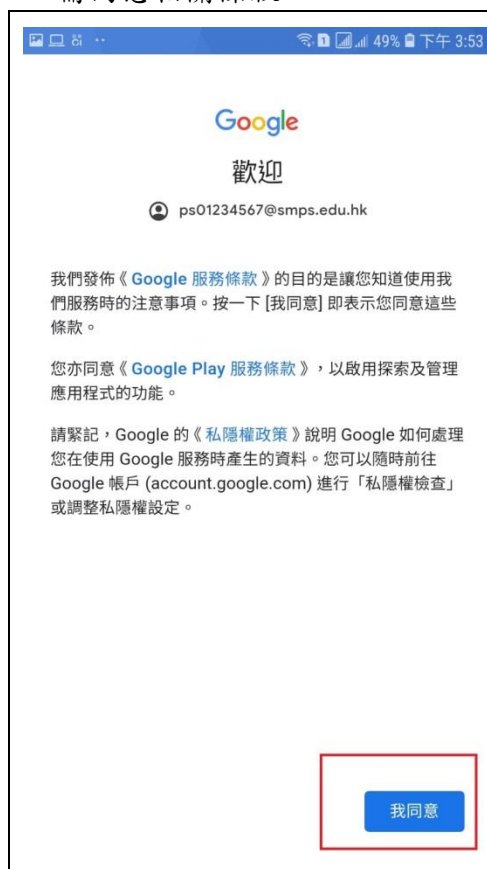 49% 下午 3:53
Google
歡迎
ps01234567@smps.edu.hk
我們發佈《 Google 服務條款 》的目的是讓您知道使用我
們服務時的注意事項。按一下 [我同意] 即表示您同意這些
條款。
您亦同意《 Google Play 服務條款 》，以啟用探索及管理
應用程式的功能。
請緊記，Google 的《 私隱權政策 》說明 Google 如何處理
您在使用 Google 服務時產生的資料。您可以隨時前往
Google 帳戶 (account.google.com) 進行「私隱權檢查」
或調整私隱權設定。
我同意